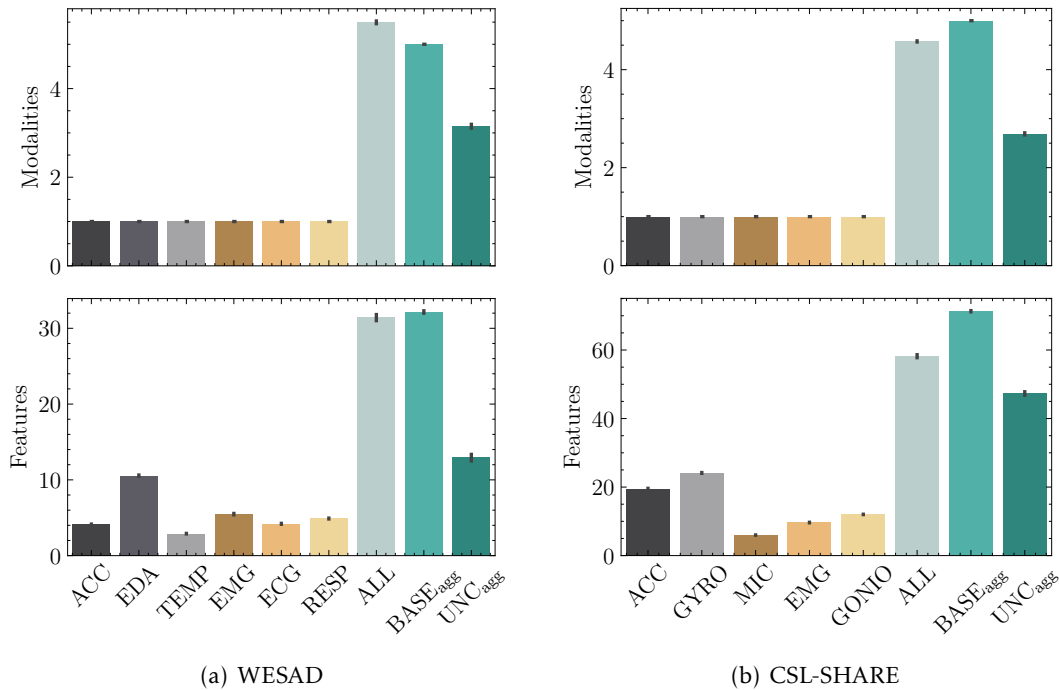 Modalities
4
2
0
Modalities
4
2
0
Features
30
20
10
0
Features
60
40
20
0
ACC
EDA
TEMP
EMG
ECG
RESP
ALL
BASEagg
UNCagg
ACC
GYRO
MIC
EMG
GONIO
ALL
BASEagg
UNCagg
(a) WESAD
(b) CSL-SHARE